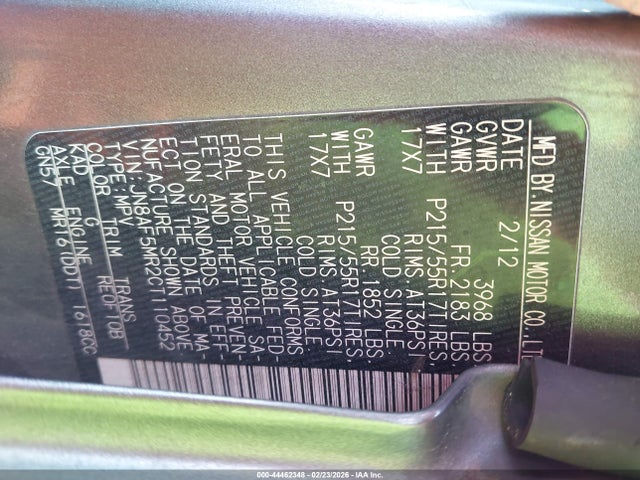 MFD BY. NISSAN MOTOR CO., LT
DATE 2/12
GVWR 3968 LBS
GAWR FR. 2183 LBS.
WITH P215/55R17TIRES,
17X7 RIMS. AT36PSI
COLD SINGLE.
GAWR RR. 1852 LBS.
WITH P215/55R17TIRES,
17X7 RIMS. AT36PSI
COLD SINGLE
THIS VEHICLE CONFORMS
TO ALL APPLICABLE FED-
ERAL MOTOR VEHICLE SA-
FETY AND THEFT PREVEN-
TION STANDARDS IN EFF-
ECT ON THE DATE OF MA-
NUFACTURE SHOWN ABOVE
VIN:JN8AF5MR2CT110452
TYPE:MPV
COLOR TRIM TRANS
KAD G REOF10B
AXLE ENGINE
GN57 MR16(DDT) 1618CC
000-44462348 - 02/23/2026 - IAA Inc.